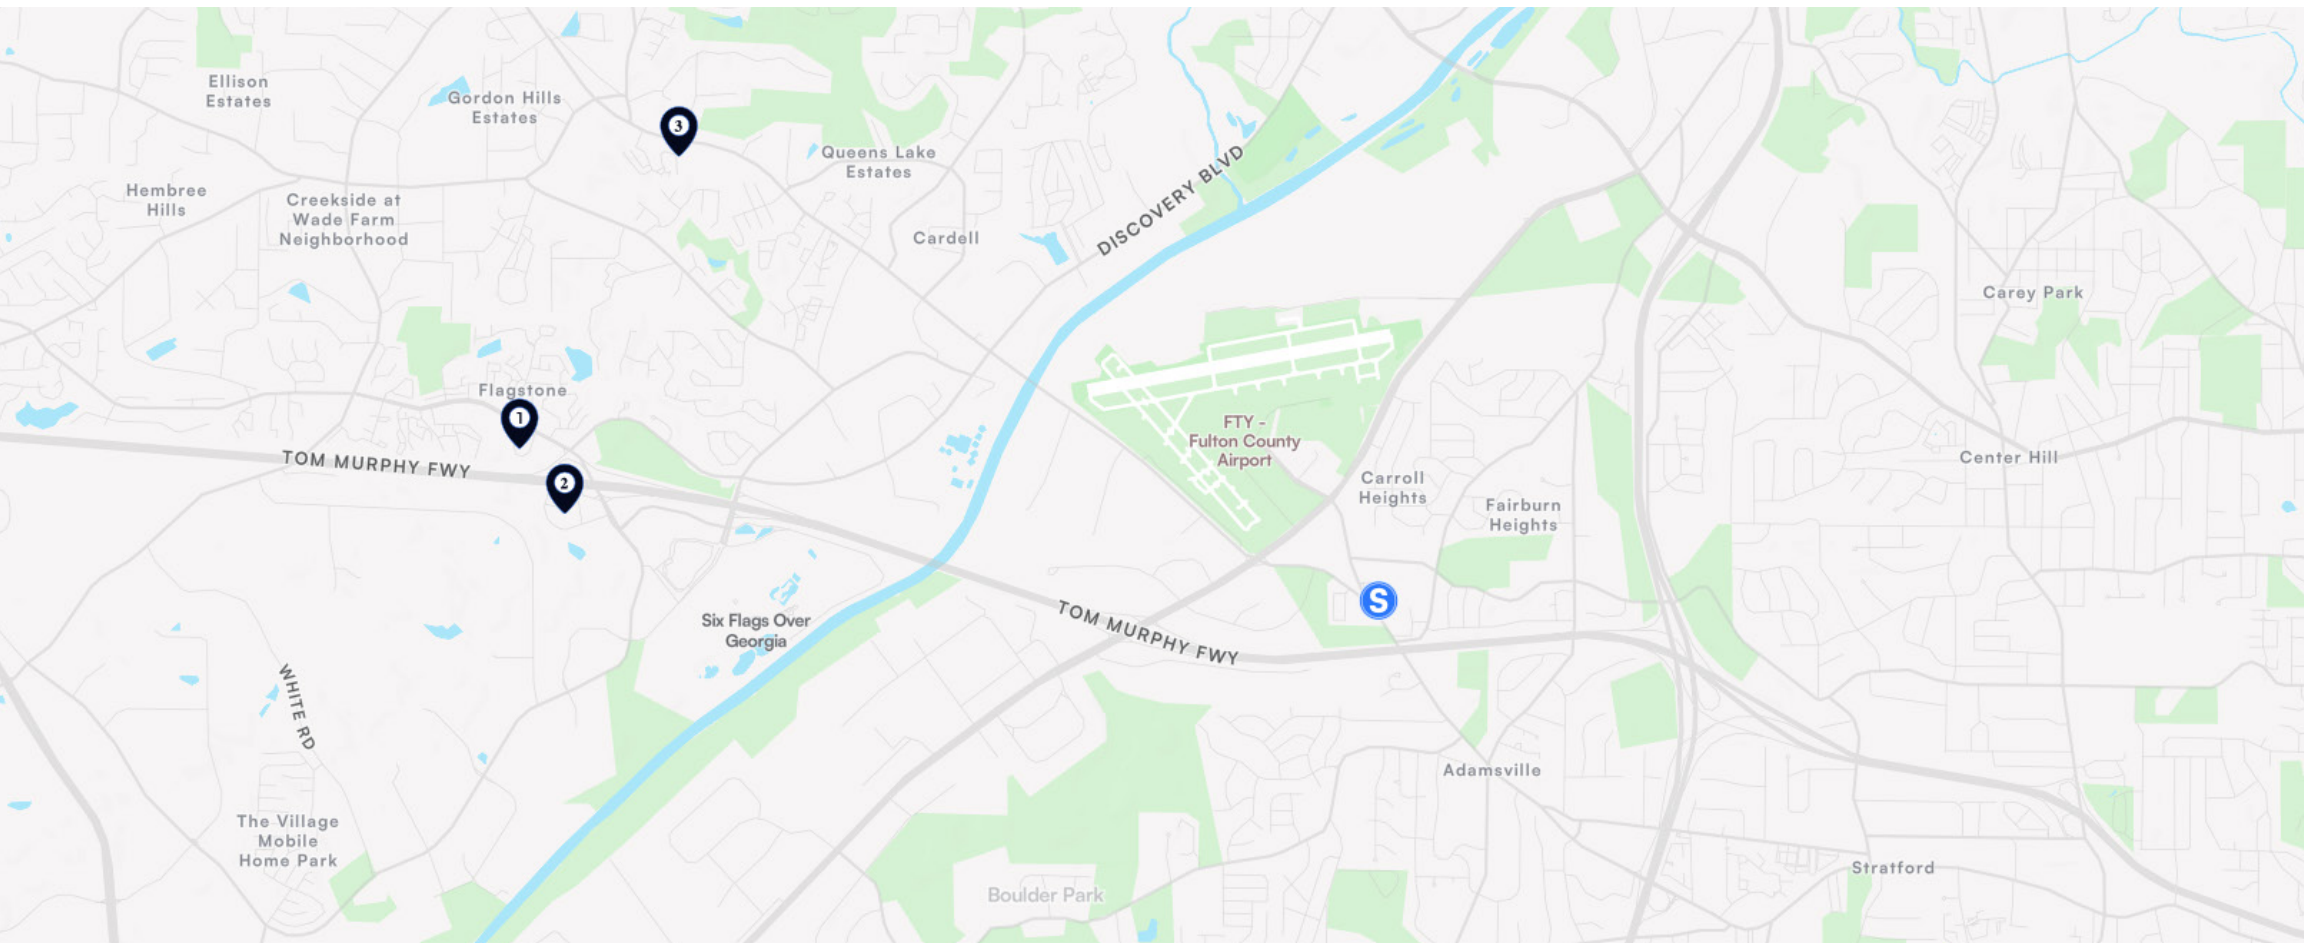 Ellison
Estates
Gordon Hills
Estates
3
Queens Lake
Estates
DISCOVERY BLVD
Hembree
Hills
Creekside at
Wade Farm
Neighborhood
Cardell
Carey Park
Flagstone
1
FTY -
Fulton County
Airport
TOM MURPHY FWY
2
Carroll
Heights
Fairburn
Heights
Center Hill
S
Six Flags Over
Georgia
TOM MURPHY FWY
WHITE RD
Adamsville
The Village
Mobile
Home Park
Boulder Park
Stratford